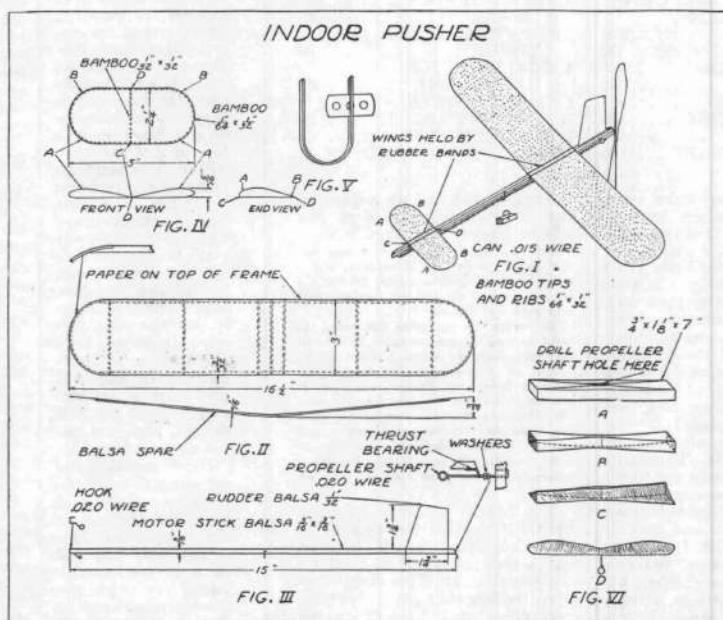 INDOOR PUSHER
BAMBOO 1/32" × 1/32"
D
B
B
BAMBOO
1/64" × 1/32"
A
C
A
5"
FRONT VIEW
D
FIG. IV
A
B
C
D
END VIEW
FIG. V
WINGS HELD BY
RUBBER BANDS
B
A
D
C
A
B
CAN .015 WIRE
FIG. I
BAMBOO TIPS
AND RIBS 1/64" × 1/32"
PAPER ON TOP OF FRAME
3"
16 1/2"
BALSA SPAR
FIG. II
3/4" × 1 1/8" × 7"
DRILL PROPELLER
SHAFT HOLE HERE
A
C
D
FIG. VI
THRUST
BEARING
WASHERS
PROPELLER SHAFT
.020 WIRE
RUDDER BALSA 1/32"
HOOK
.020 WIRE
MOTOR STICK BALSA
15"
FIG. III